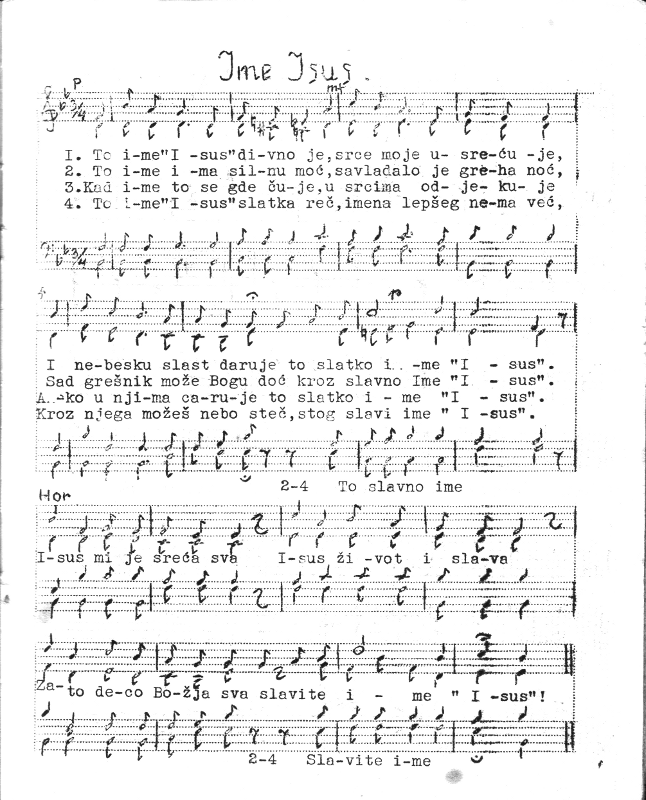 Ime Isus.
P
mf
3/4
I. To i-me"I -sus"di-vno je,srce moje u- sre-ću -je,
2. To i-me i -ma sil-nu moć,savladalo je gre-ha noć,
3.Kad i-me to se gde ču-je,u srcima od- je- ku- je
4. To i-me"I -sus"slatka reč,imena lepšeg ne-ma već,
3/4
p
I ne-besku slast daruje to slatko i.. -me "I - sus".
Sad grešnik može Bogu doć kroz slavno Ime "I - sus".
ko u nji-ma ca-ru-je to slatko i - me "I - sus".
Kroz njega možeš nebo steč,stog slavi ime " I -sus".
2-4 To slavno ime
Hor
I-sus mi je sreća sva I-sus ži -vot i sla-va
Za-to de-co Bo-žja sva slavite i - me " I -sus"!
2-4 Sla-vite i-me